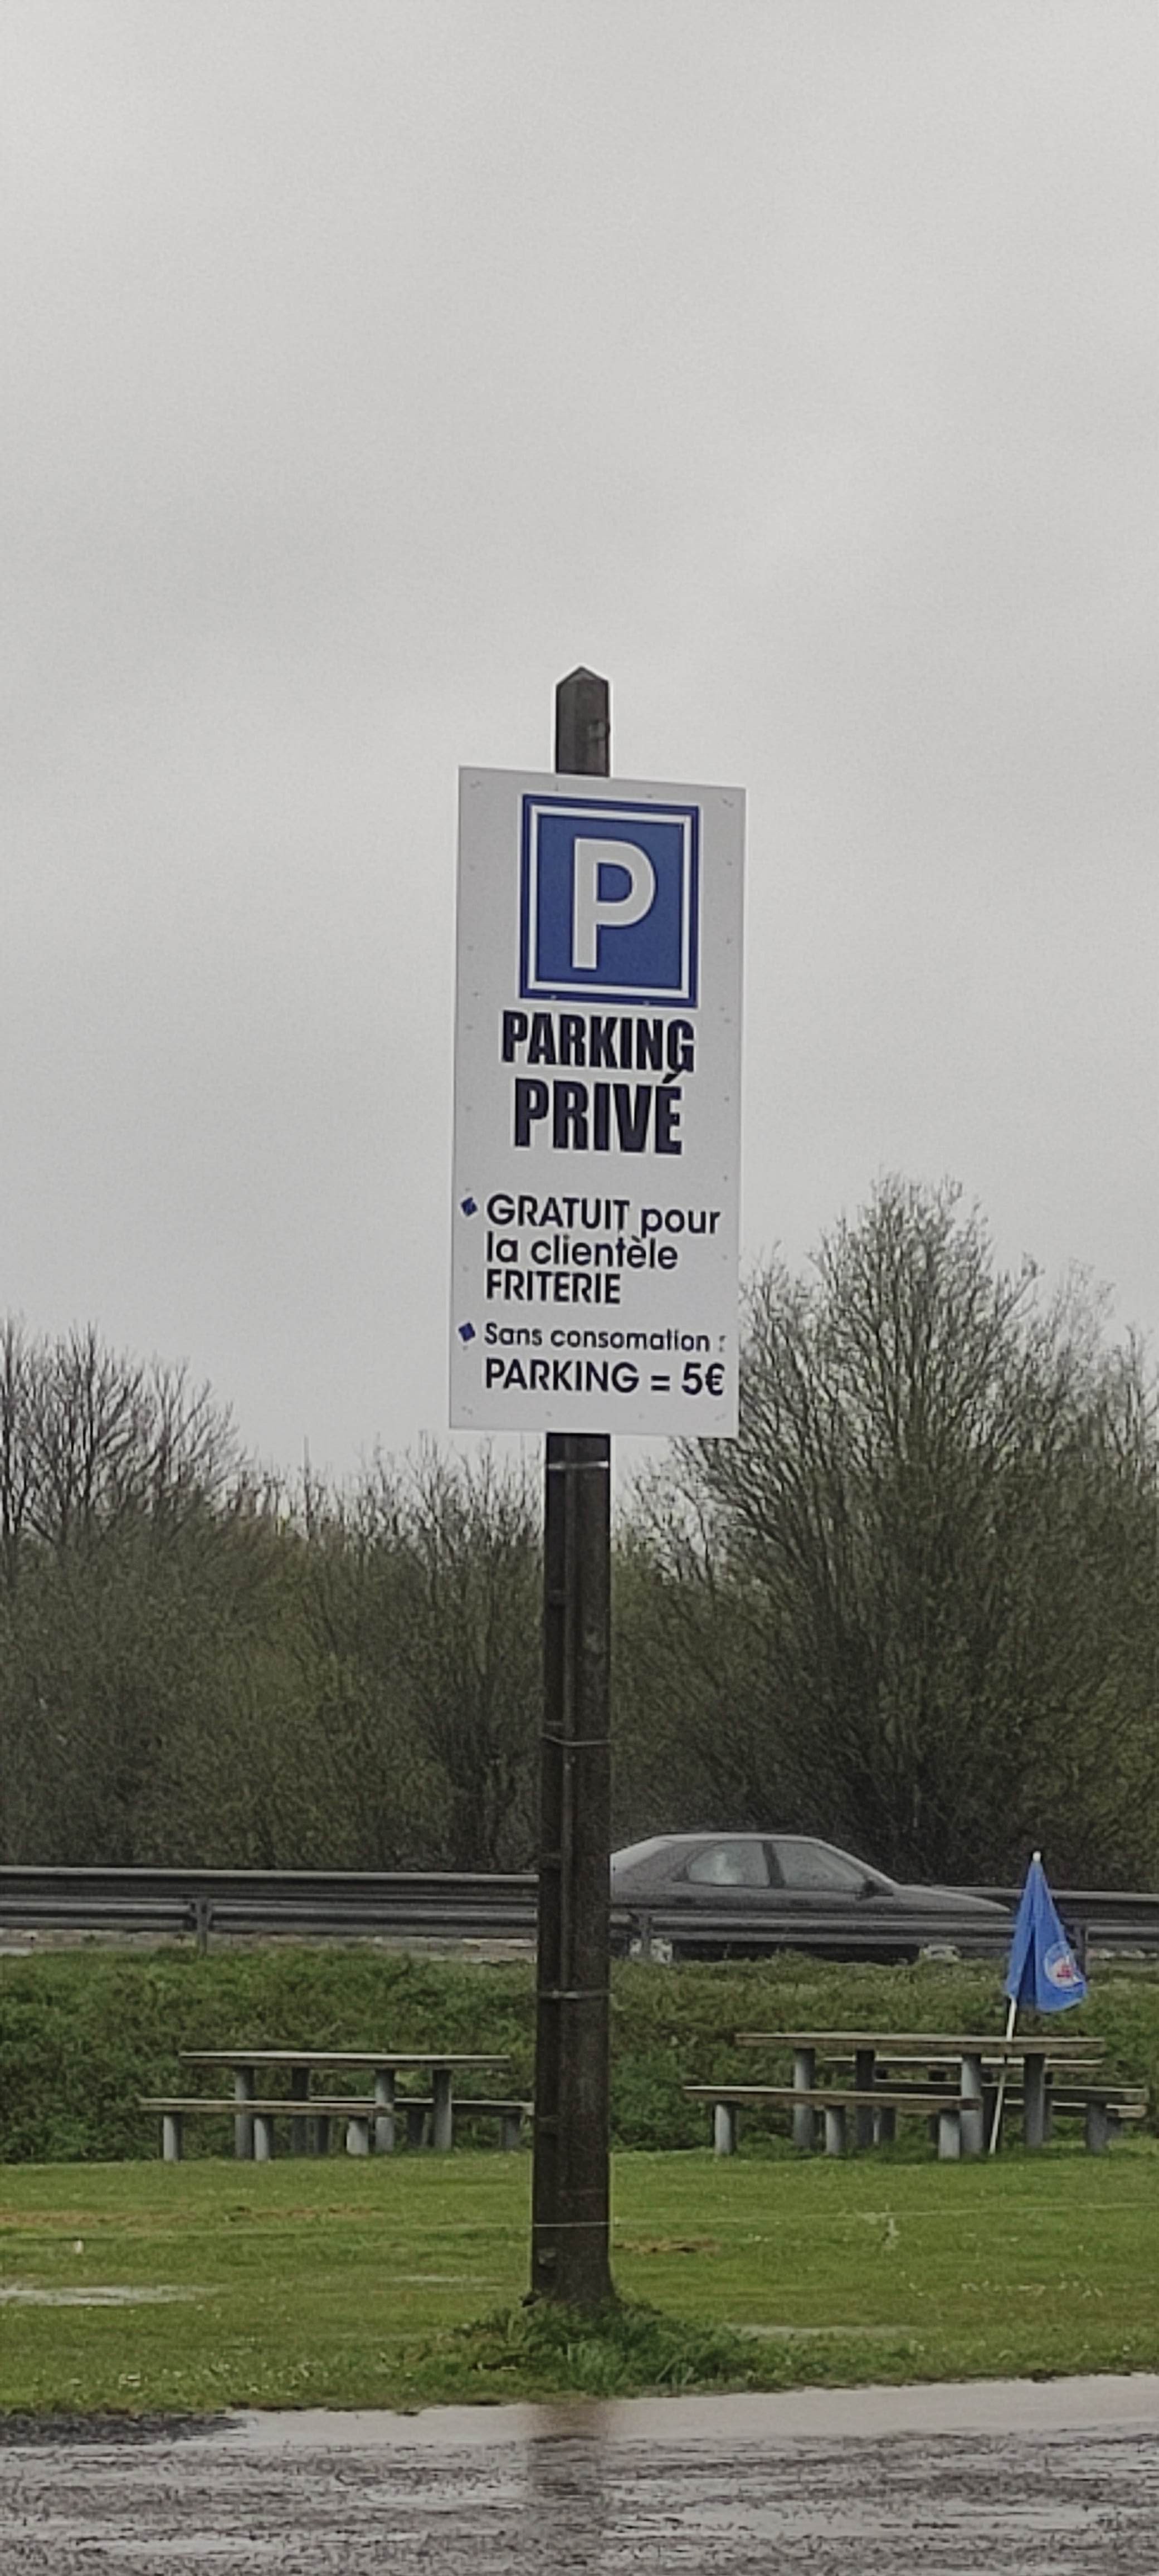 P
PARKING
PRIVÉ
GRATUIT pour
la clientèle
FRITERIE
Sans consomation :
PARKING = 5€